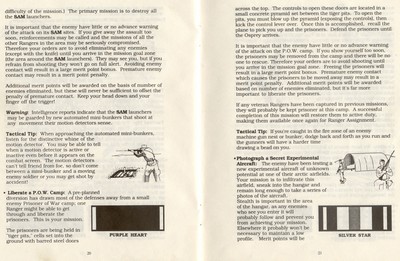 difficulty of the mission.) The primary mission is to destroy all
the SAM launchers.
It is important that the enemy have little or no advance warning
of the attack on its SAM sites. If you give away the assault too
soon, reinforcements may be called and the missions of all the
other Rangers in the area may be seriously compromised.
Therefore your orders are to avoid eliminating any enemies
(except with the knife) until you arrive in the mission goal zone
(the area around the SAM launcher). They may see you, but if you
refrain from shooting they won't go on full alert. Avoiding enemy
contact will result in a large merit point bonus. Premature enemy
contact may result in a merit point penalty.
Additional merit points will be awarded on the basis of number of
enemies eliminated, but these will never be sufficient to offset the
penalty of premature contact. Keep your head down and your
finger off the trigger!
Warning: Intelligence reports indicate that the SAM launchers
may be guarded by new automated mini-bunkers that shoot at
any movement their motion detectors sense.
Tactical Tip: When approaching the automated mini-bunkers,
listen for the distinctive whine of the
motion detector. You may be able to tell
when a motion detector is active or
inactive even before it appears on the
combat screen. The motion detectors
can't tell friend from foe, so don't come
between a mini-bunker and a moving
enemy soldier or you may get shot by
accident!
• Liberate a P.O.W. Camp: A pre-planned
diversion has drawn most of the defenses away from a small
enemy Prisoner of War camp; one
Ranger might be able to get
through and liberate the
prisoners. This is your mission.
The prisoners are being held in
'tiger pits,' cells set into the
ground with barred steel doors
PURPLE HEART
20
across the top. The controls to open these doors are located in a
small concrete pyramid set between the tiger pits. To open the
pits, you must blow up the pyramid imposing the control, then
kick the control lever over. Once this is accomplished, recall the
plane to pick you up and the prisoners. Defend the prisoners until
the Osprey arrives.
It is important that the enemy have little or no advance warning
of the attack on the P.O.W. camp. If you show yourself too soon,
the prisoners may be moved from the camp and there will be no
one to rescue. Therefore your orders are to avoid shooting until
you arrive in the mission goal zone. Evading the prisoners will
result in a large merit point bonus. Premature enemy contact
which causes the prisoners to be moved away may result in a
merit point penalty. Additional merit points will be awarded
based on number of enemies eliminated, but it's far more
important to liberate the prisoners.
If any veteran Rangers have been captured in previous missions,
they will probably be kept prisoner at this camp. A successful
completion of this mission will restore them to active duty,
making them available once again for Ranger Assignment.
Tactical Tip: If you're caught in the fire zone of an enemy
machine gun nest or bunker, dodge back and forth as you run and
the gunners will have a harder time
drawing a bead on you.
• Photograph a Secret Experimental
Aircraft: The enemy has been testing a
new experimental aircraft of unknown
potential at one of their arctic airfields.
Your mission is to infiltrate this
airfield, sneak into the hangar and
remain long enough to take a series of
photos of the aircraft.
Stealth is important in the area
of the hangar, as any enemies
who see you enter it will
probably follow and prevent you
from achieving your mission.
Elsewhere it probably won't be
necessary to maintain a low
profile. Merit points will be
SILVER STAR
21